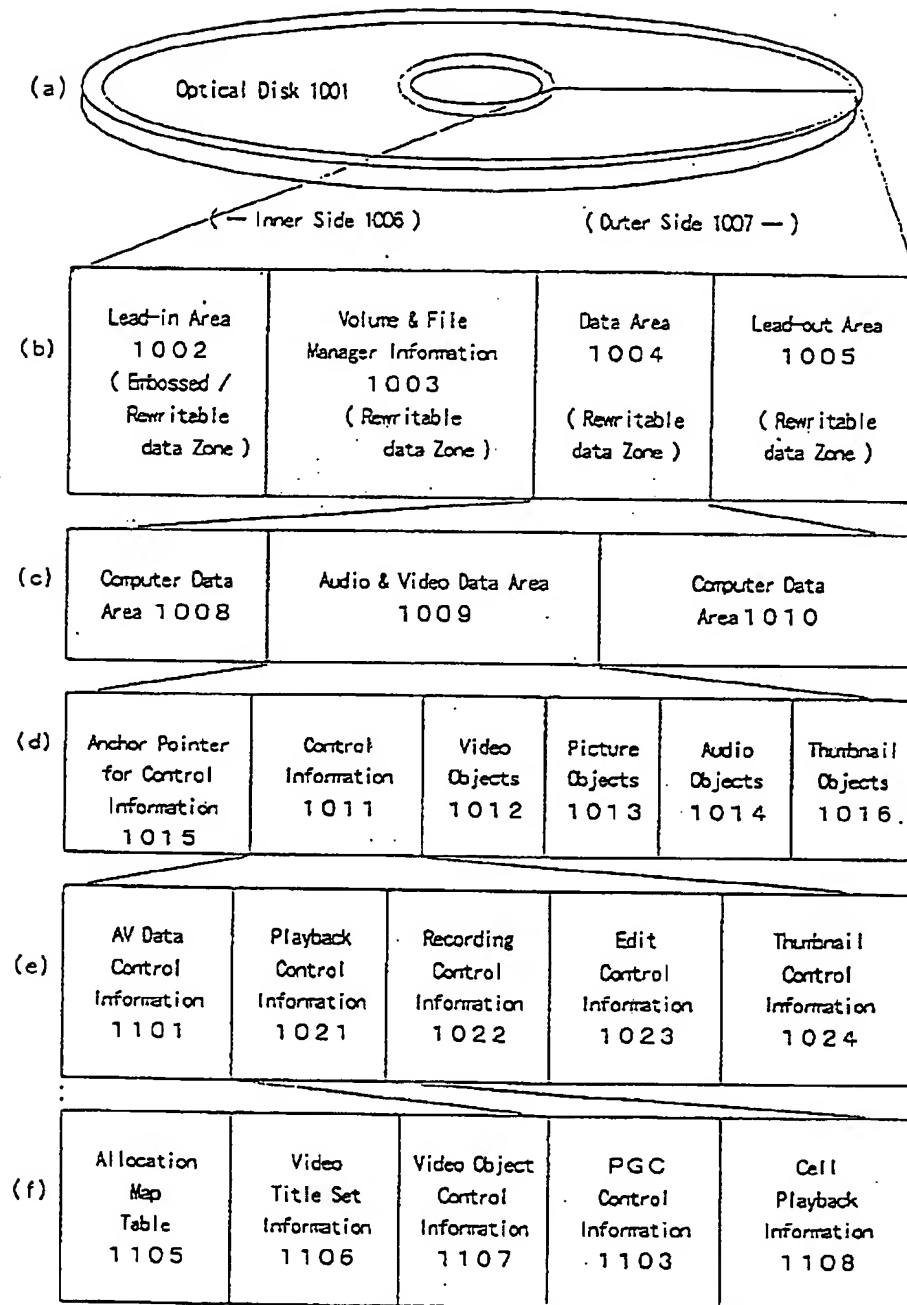 (a)
Optical Disk 1001
(— Inner Side 1006 )
( Outer Side 1007 — )
(b)
Lead-in Area
1002
( Embossed /
Rewritable
data Zone )
Volume & File
Manager Information
1003
( Rewritable
data Zone )
Data Area
1004
( Rewritable
data Zone )
Lead-out Area
1005
( Rewritable
data Zone )
(c)
Computer Data
Area 1008
Audio & Video Data Area
1009
Computer Data
Area 1010
(d)
Anchor Pointer
for Control
Information
1015
Control
Information
1011
Video
Objects
1012
Picture
Objects
1013
Audio
Objects
1014
Thumbnail
Objects
1016
(e)
AV Data
Control
Information
1101
Playback
Control
Information
1021
Recording
Control
Information
1022
Edit
Control
Information
1023
Thumbnail
Control
Information
1024
(f)
Allocation
Map
Table
1105
Video
Title Set
Information
1106
Video Object
Control
Information
1107
PGC
Control
Information
1103
Cell
Playback
Information
1108